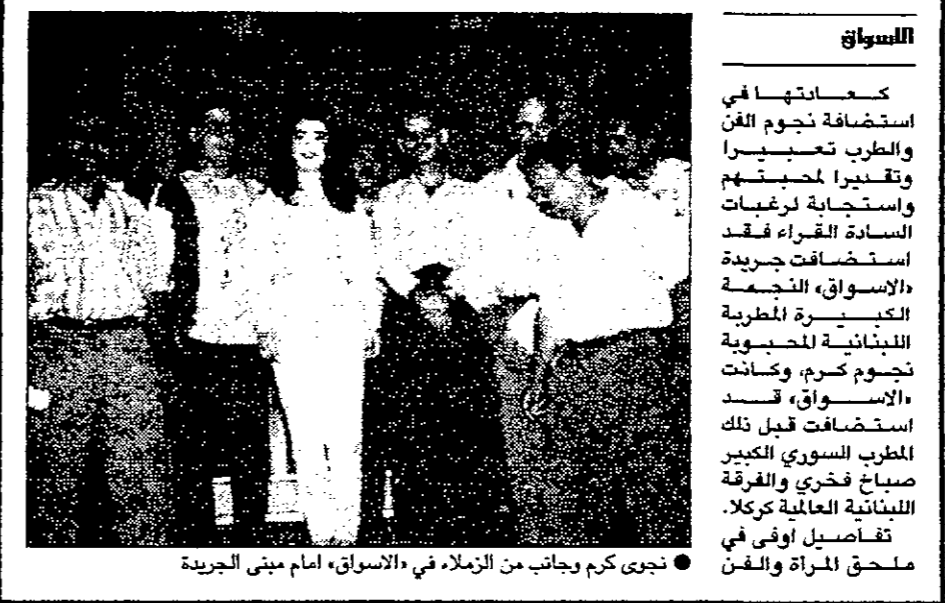 الاسواق
كعادتها في
استضافة نجوم الفن
والطرب تعبيرا
وتقديرا لمحبتهم
واستجابة لرغبات
السادة القراء فقد
استضافت جريدة
«الاسواق» النجمة
الكبيرة المطربة
اللبنانية المحبوبة
نجوم كرم، وكانت
«الاسواق» قد
استضافت قبل ذلك
المطرب السوري الكبير
صباح فخري والفرقة
اللبنانية العالمية كركلا.
تفاصيل اوفى في
ملحق المرأة والفن
● نجوى كرم وجانب من الزملاء في «الاسواق» امام مبنى الجريدة